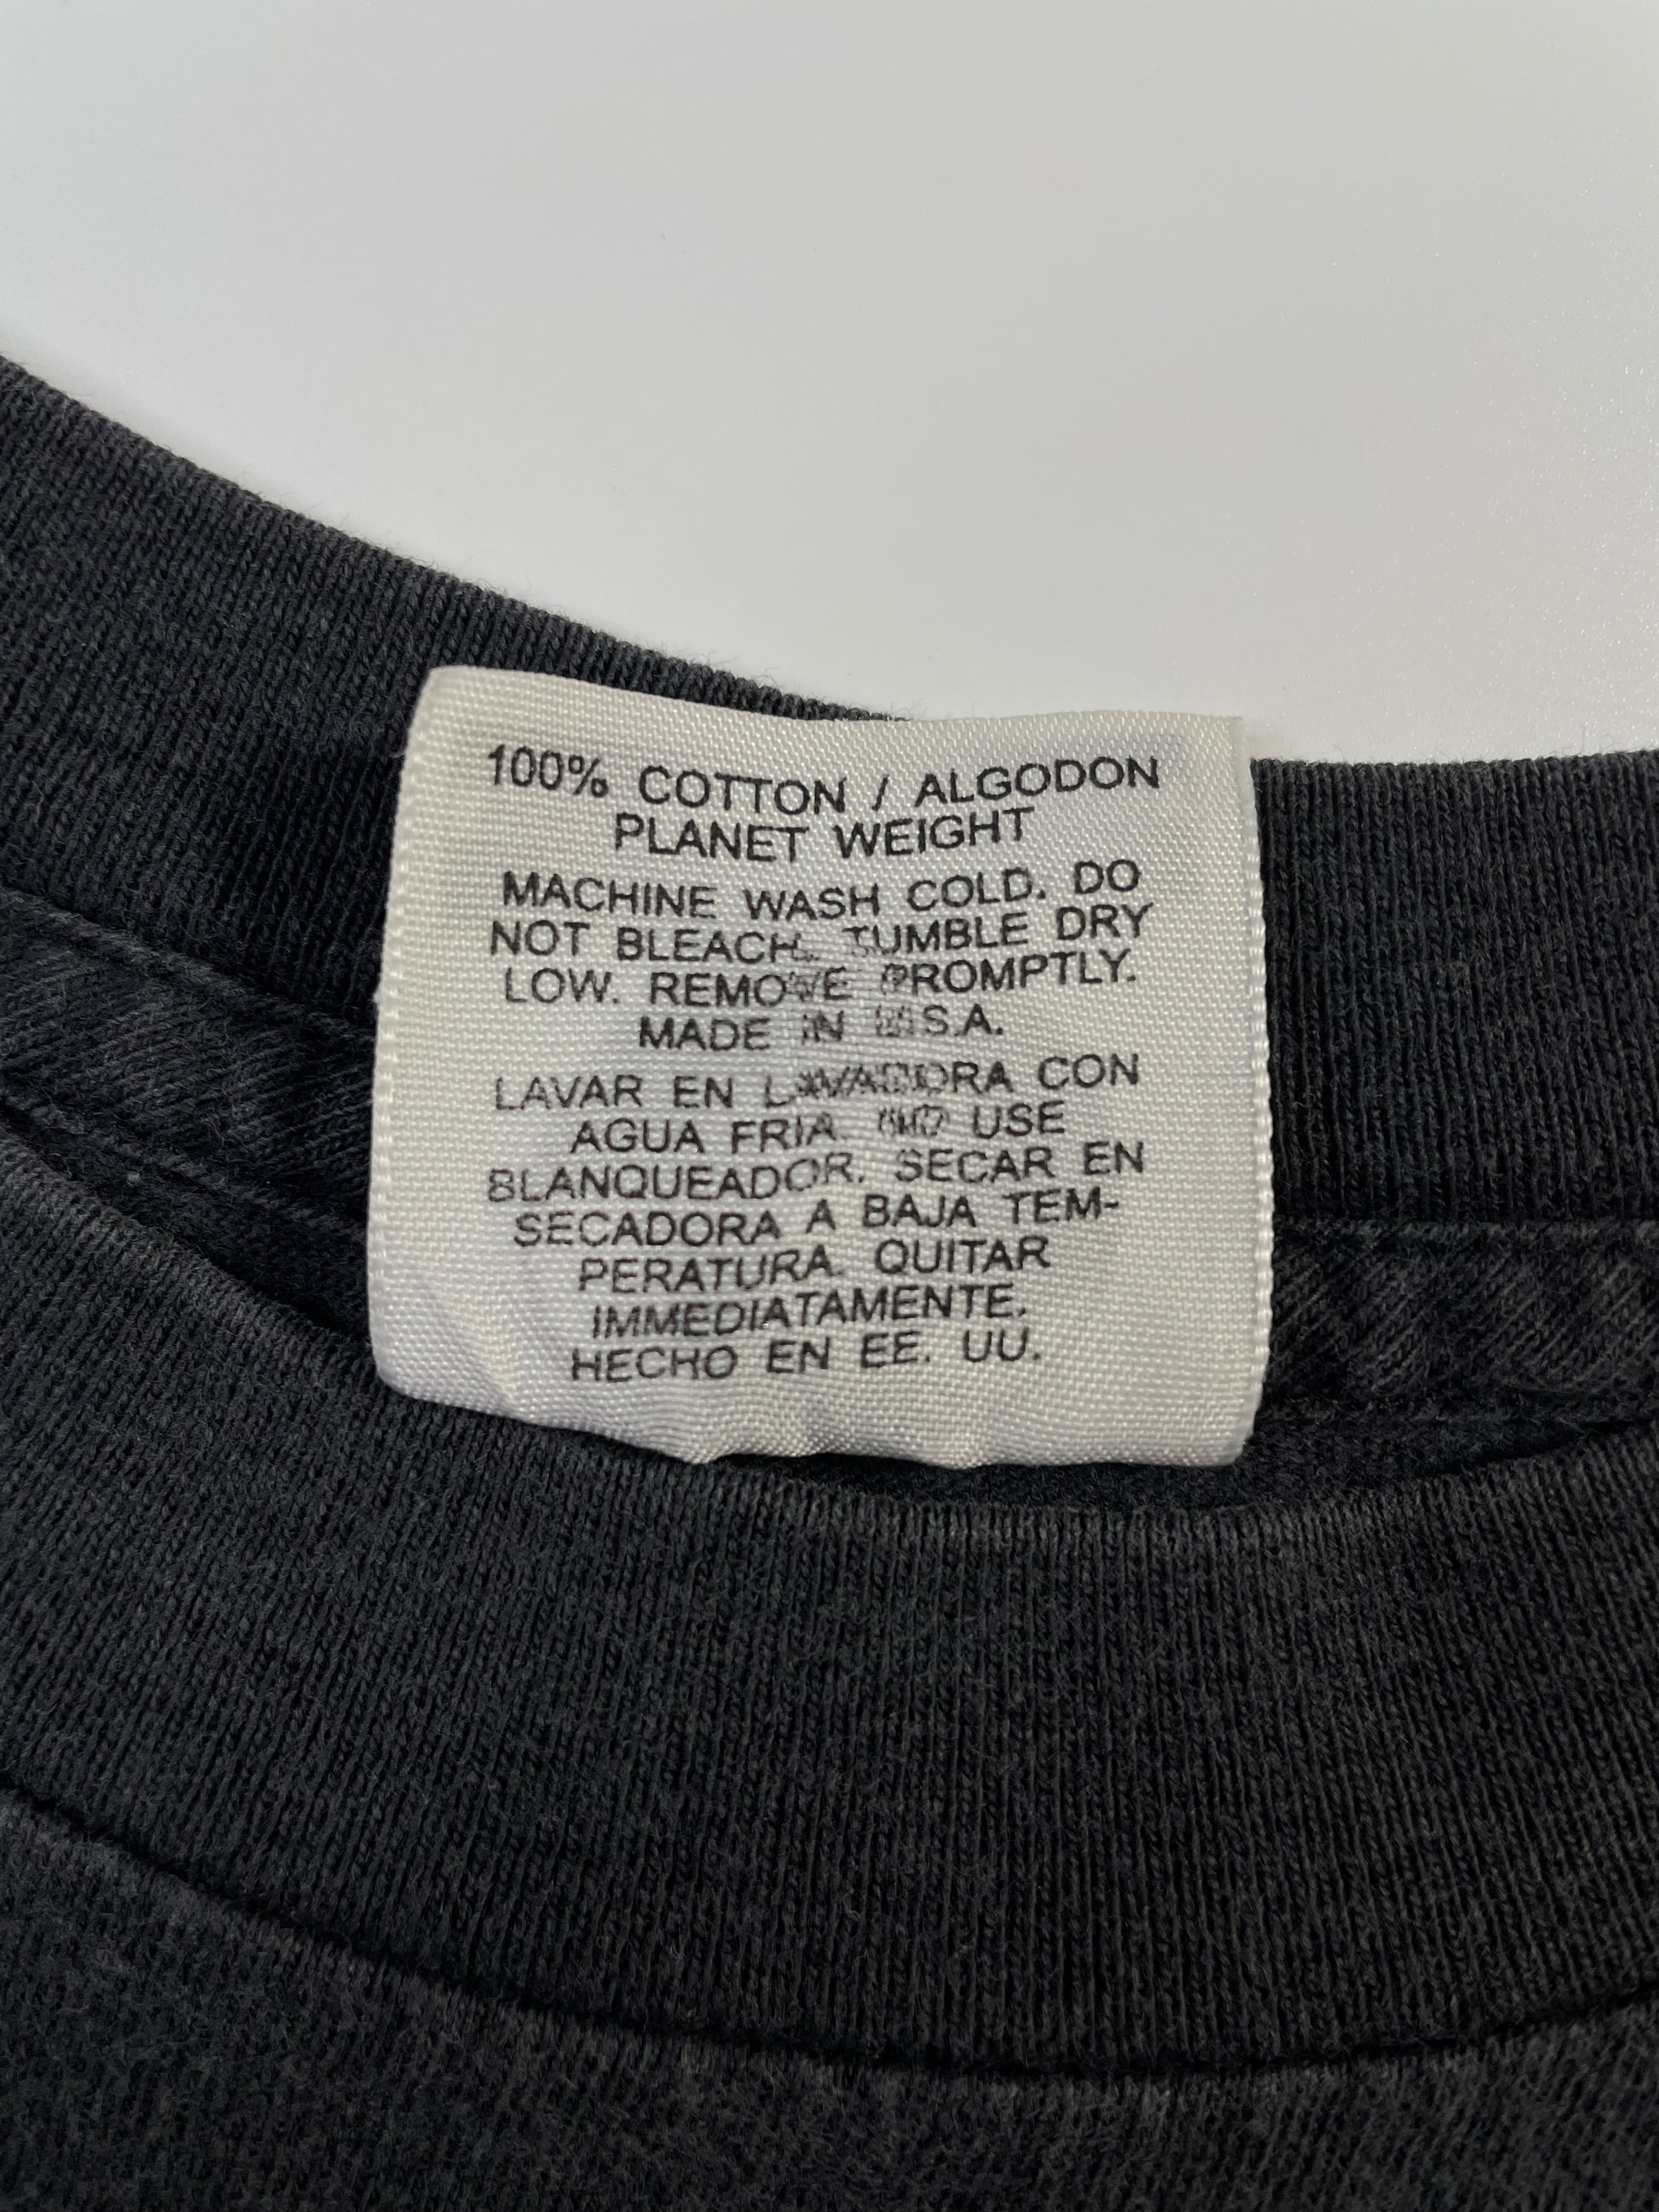 100% COTTON / ALGODON
PLANET WEIGHT
MACHINE WASH COLD. DO
NOT BLEACH. TUMBLE DRY
LOW. REMOVE PROMPTLY.
MADE IN U.S.A.
LAVAR EN LAVADORA CON
AGUA FRIA. NO USE
BLANQUEADOR. SECAR EN
SECADORA A BAJA TEM-
PERATURA. QUITAR
IMMEDIATAMENTE.
HECHO EN EE. UU.